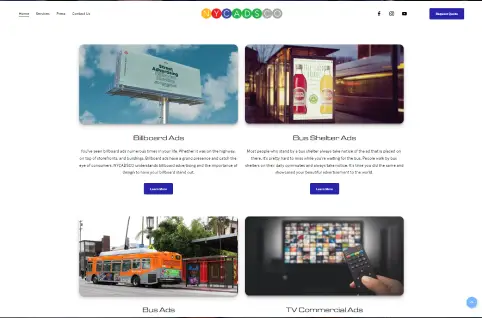 Home Services Press Contact Us
NYCADSCO
Request Quote
Street
Advertising
Billboard Ads
Bus Shelter Ads
You've seen billboard ads numerous times in your life. Whether it was on the highway,
on top of storefronts, and buildings. Billboard ads have a grand presence and catch the
eye of consumers. NYCADSCO understands billboard advertising and the importance of
design to make your billboard stand out.
Most people who stand by a bus shelter always take notice of the ad that is placed on
there. It's pretty hard to miss while you're waiting for the bus. People walk by bus
shelters on their daily commutes and always take notice. It's time you did the same and
showcased your beautiful advertisement to the world.
Learn More
Learn More
Bus Ads
TV Commercial Ads